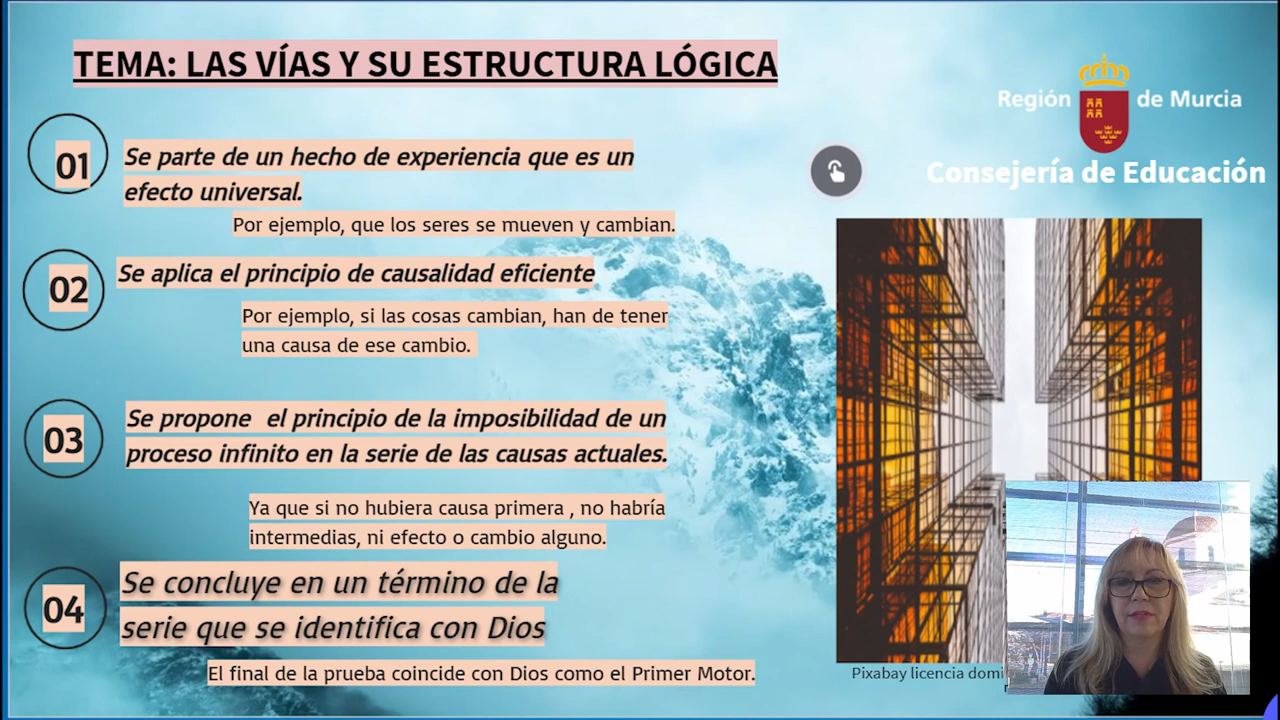 TEMA: LAS VÍAS Y SU ESTRUCTURA LÓGICA
Región de Murcia
Consejería de Educación
01
Se parte de un hecho de experiencia que es un
efecto universal.
Por ejemplo, que los seres se mueven y cambian.
02
Se aplica el principio de causalidad eficiente
Por ejemplo, si las cosas cambian, han de tener
una causa de ese cambio.
03
Se propone el principio de la imposibilidad de un
proceso infinito en la serie de las causas actuales.
Ya que si no hubiera causa primera , no habría
intermedias, ni efecto o cambio alguno.
04
Se concluye en un término de la
serie que se identifica con Dios
El final de la prueba coincide con Dios como el Primer Motor.
Pixabay licencia